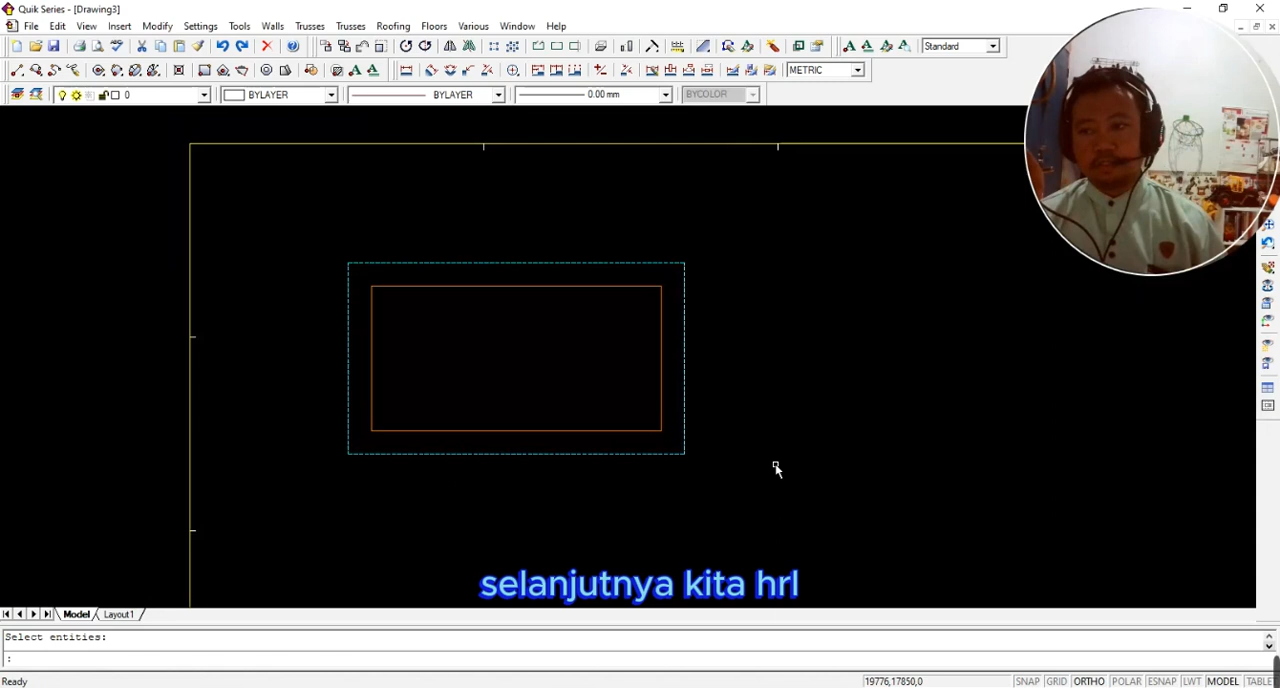 Quik Series - [Drawing3]
File Edit View Insert Modify Settings Tools Walls Trusses Trusses Roofing Floors Various Window Help
Standard
METRIC
0 BYLAYER BYLAYER 0.00 mm BYCOLOR
selanjutnya kita hrl
Model Layout1
Select entities:
:
Ready 19776,17850,0 SNAP GRID ORTHO POLAR ESNAP LWT MODEL TABLET